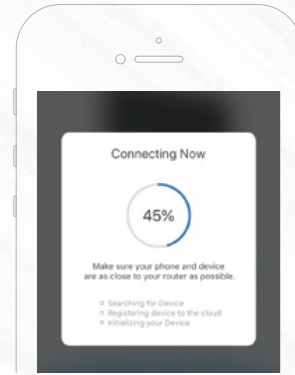 Connecting Now
45%
Make sure your phone and device
are as close to your router as possible.
Searching for Device
Registering device to the cloud
Initializing your Device